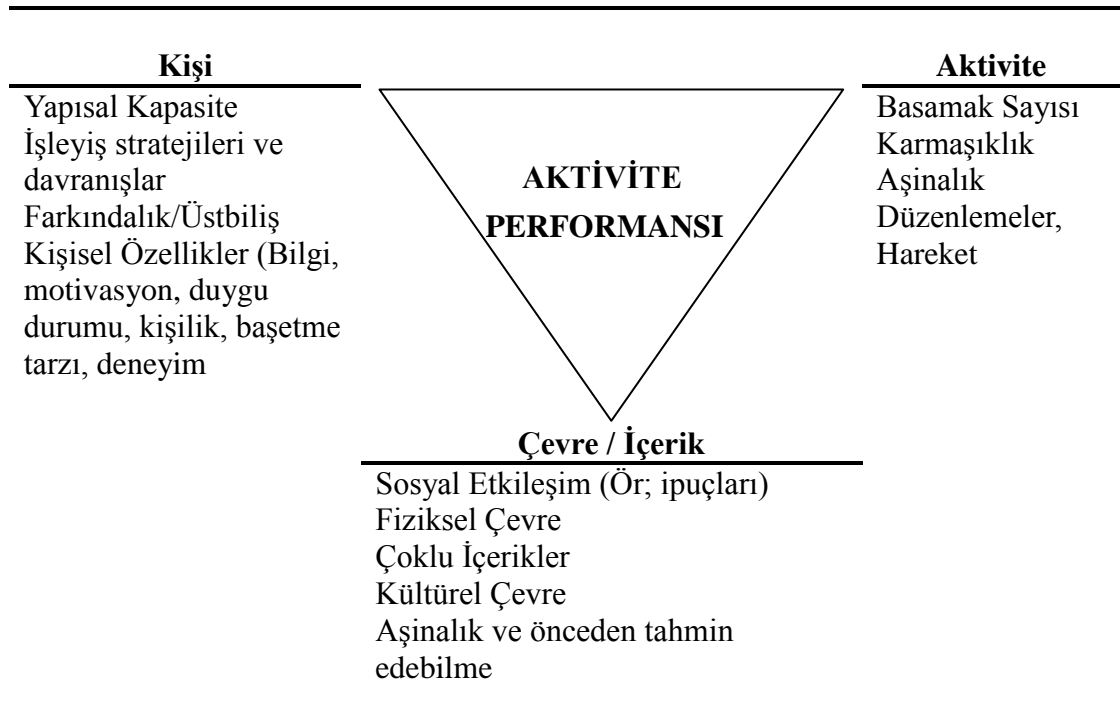 Kişi
Yapısal Kapasite
İşleyiş stratejileri ve
davranışlar
Farkındalık/Üstbiliş
Kişisel Özellikler (Bilgi,
motivasyon, duygu
durumu, kişilik, başetme
tarzı, deneyim
AKTİVİTE
PERFORMANSI
Aktivite
Basamak Sayısı
Karmaşıklık
Aşinalık
Düzenlemeler,
Hareket
Çevre / İçerik
Sosyal Etkileşim (Ör; ipuçları)
Fiziksel Çevre
Çoklu İçerikler
Kültürel Çevre
Aşinalık ve önceden tahmin
edebilme